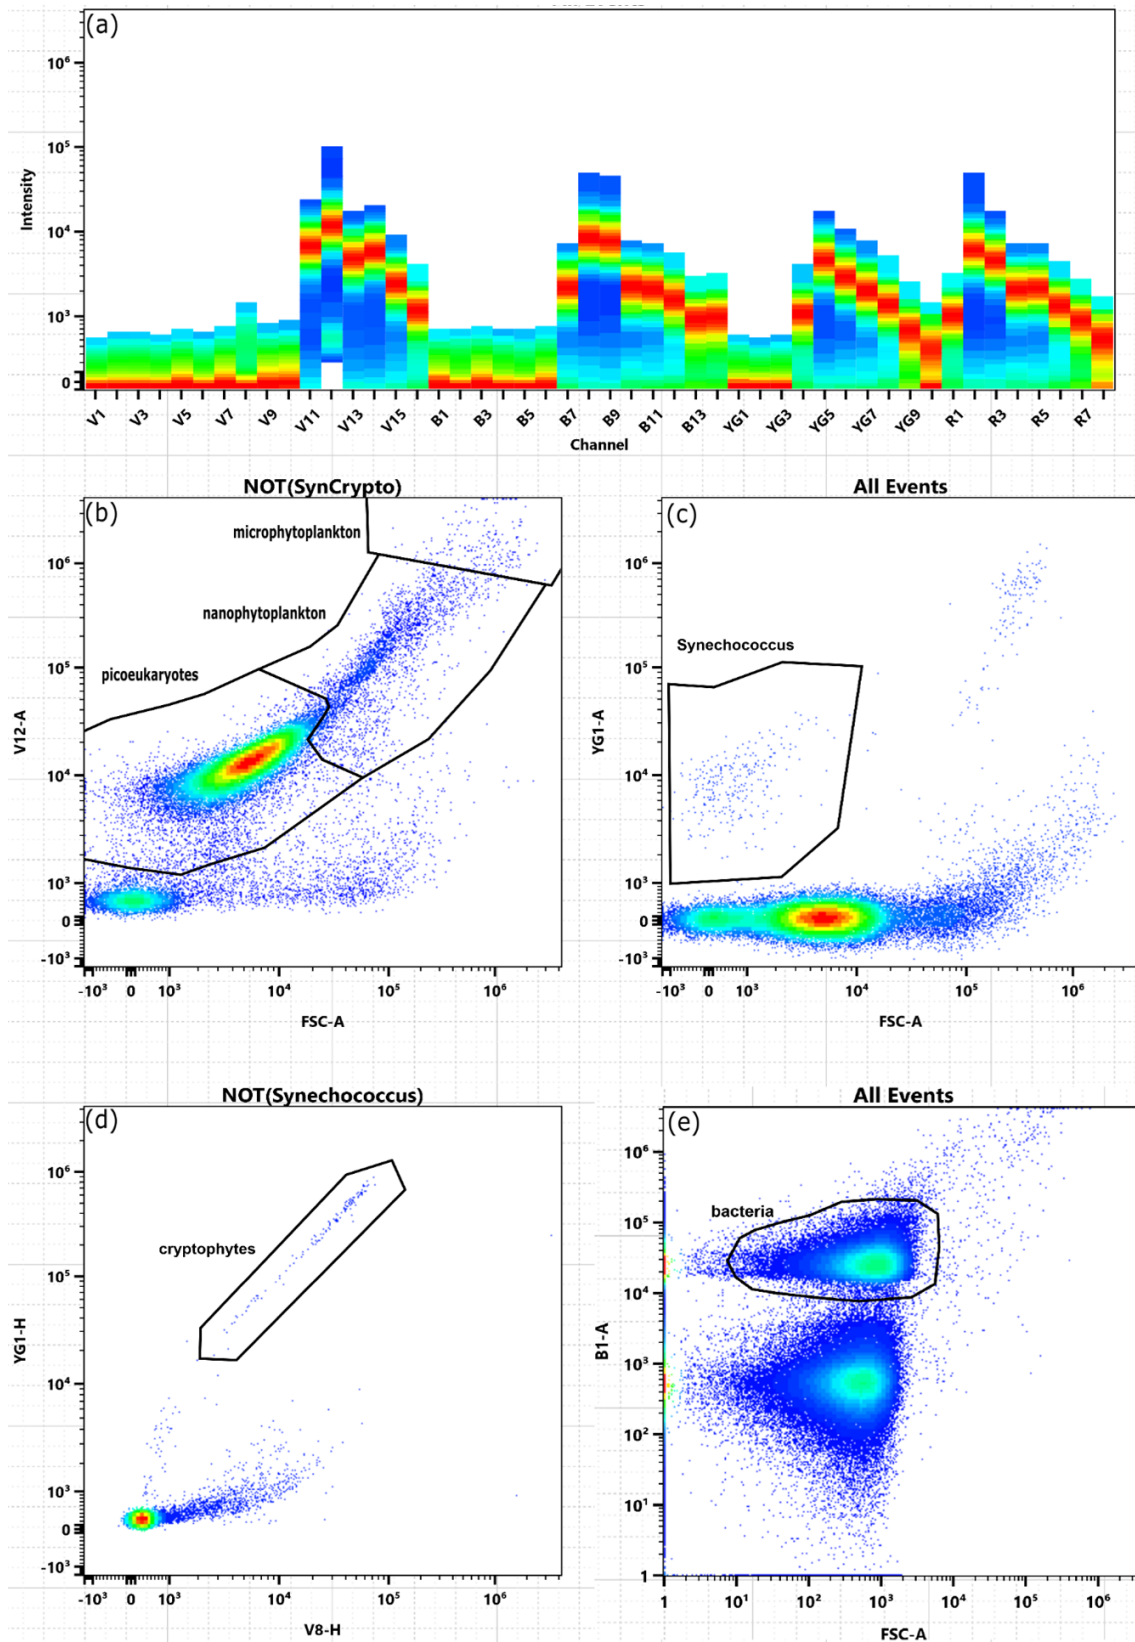 (a)
10⁶
10⁵
10⁴
10³
0
Intensity
V1 V3 V5 V7 V9 V11 V13 V15 B1 B3 B5 B7 B9 B11 B13 YG1 YG3 YG5 YG7 YG9 R1 R3 R5 R7
Channel
NOT(SynCrypto)
(b)
microphytoplankton
nanophytoplankton
picoeukaryotes
10⁶
10⁵
10⁴
10³
0
-10³
V12-A
-10³ 0 10³ 10⁴ 10⁵ 10⁶
FSC-A
All Events
(c)
Synechococcus
10⁶
10⁵
10⁴
10³
0
-10³
YG1-A
-10³ 0 10³ 10⁴ 10⁵ 10⁶
FSC-A
NOT(Synechococcus)
(d)
cryptophytes
10⁶
10⁵
10⁴
10³
0
-10³
YG1-H
-10³ 0 10³ 10⁴ 10⁵ 10⁶
V8-H
All Events
(e)
bacteria
10⁶
10⁵
10⁴
10³
10²
10¹
1
B1-A
1 10¹ 10² 10³ 10⁴ 10⁵ 10⁶
FSC-A